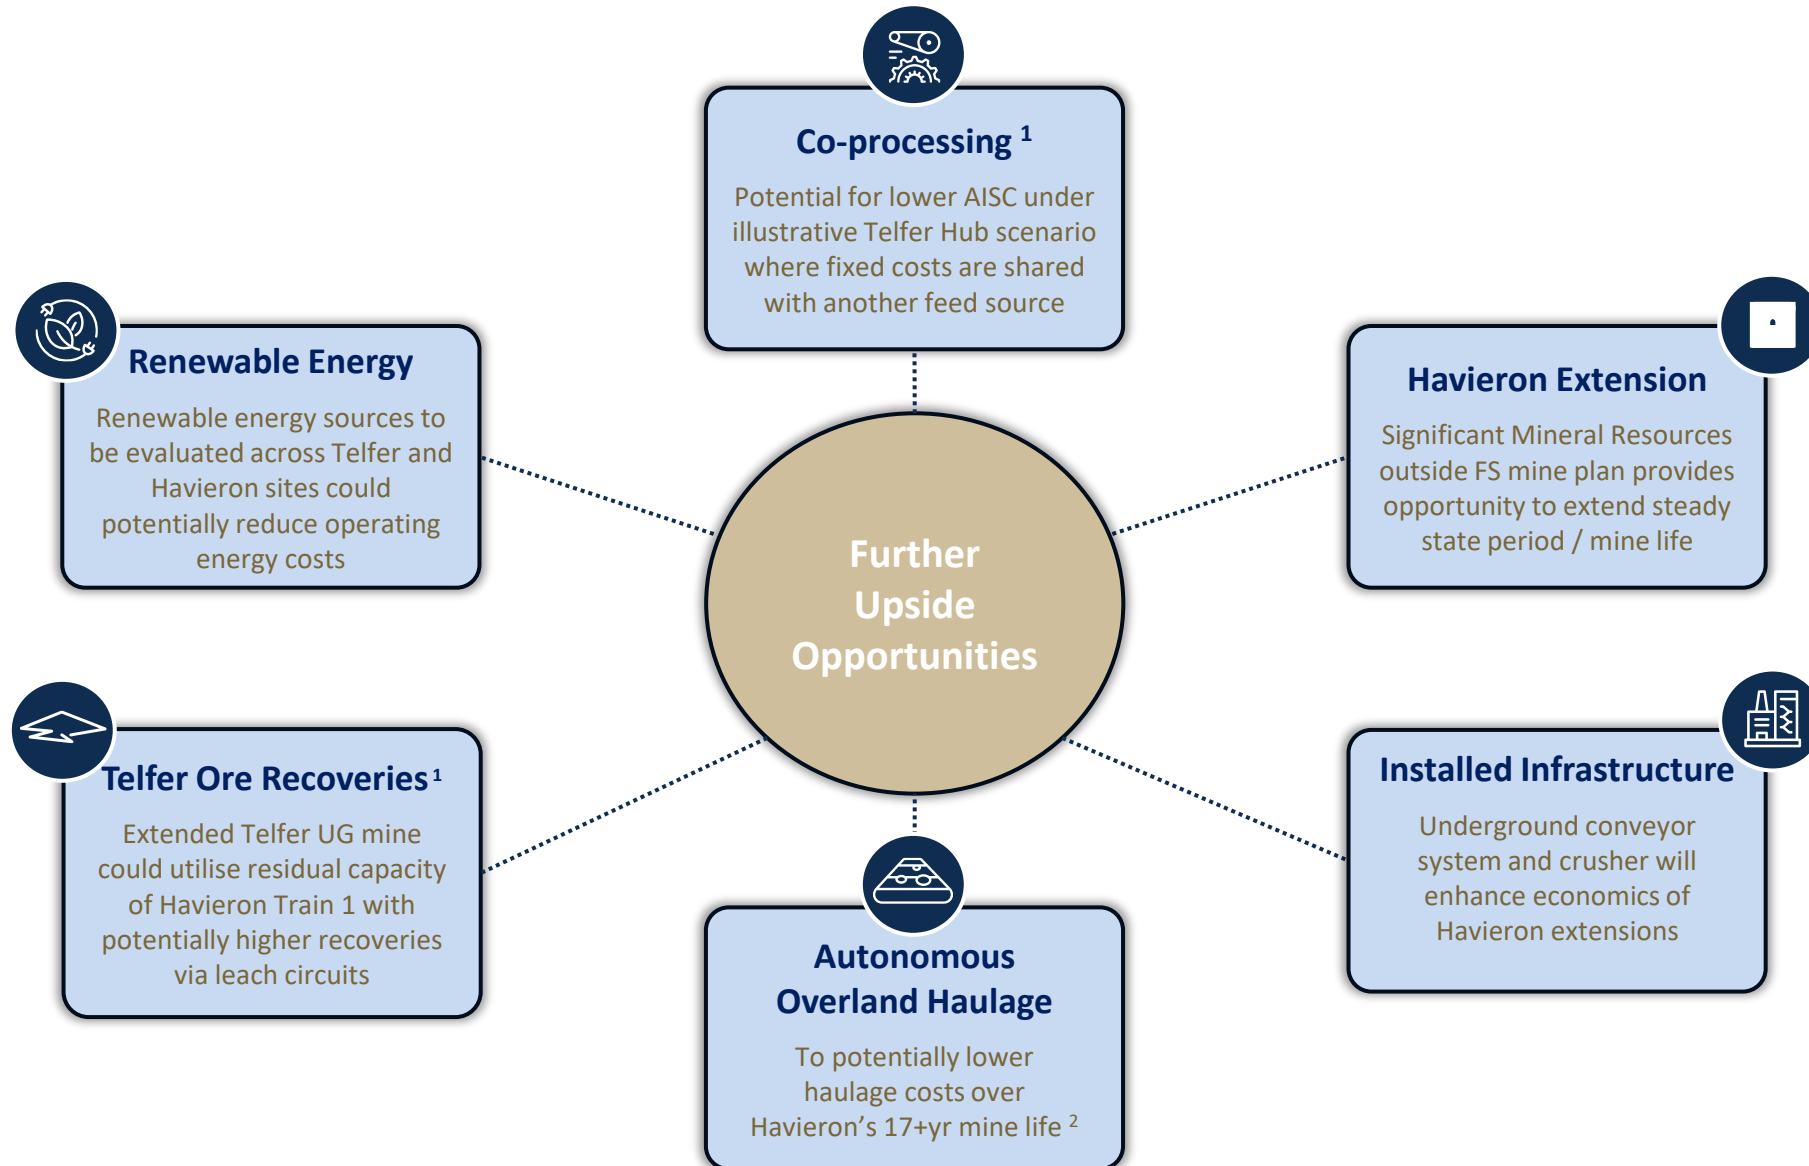 Co-processing 1
Potential for lower AISC under
illustrative Telfer Hub scenario
where fixed costs are shared
with another feed source
Renewable Energy
Renewable energy sources to
be evaluated across Telfer and
Havieron sites could
potentially reduce operating
energy costs
Havieron Extension
Significant Mineral Resources
outside FS mine plan provides
opportunity to extend steady
state period / mine life
Further
Upside
Opportunities
Telfer Ore Recoveries 1
Extended Telfer UG mine
could utilise residual capacity
of Havieron Train 1 with
potentially higher recoveries
via leach circuits
Installed Infrastructure
Underground conveyor
system and crusher will
enhance economics of
Havieron extensions
Autonomous
Overland Haulage
To potentially lower
haulage costs over
Havieron's 17+yr mine life 2